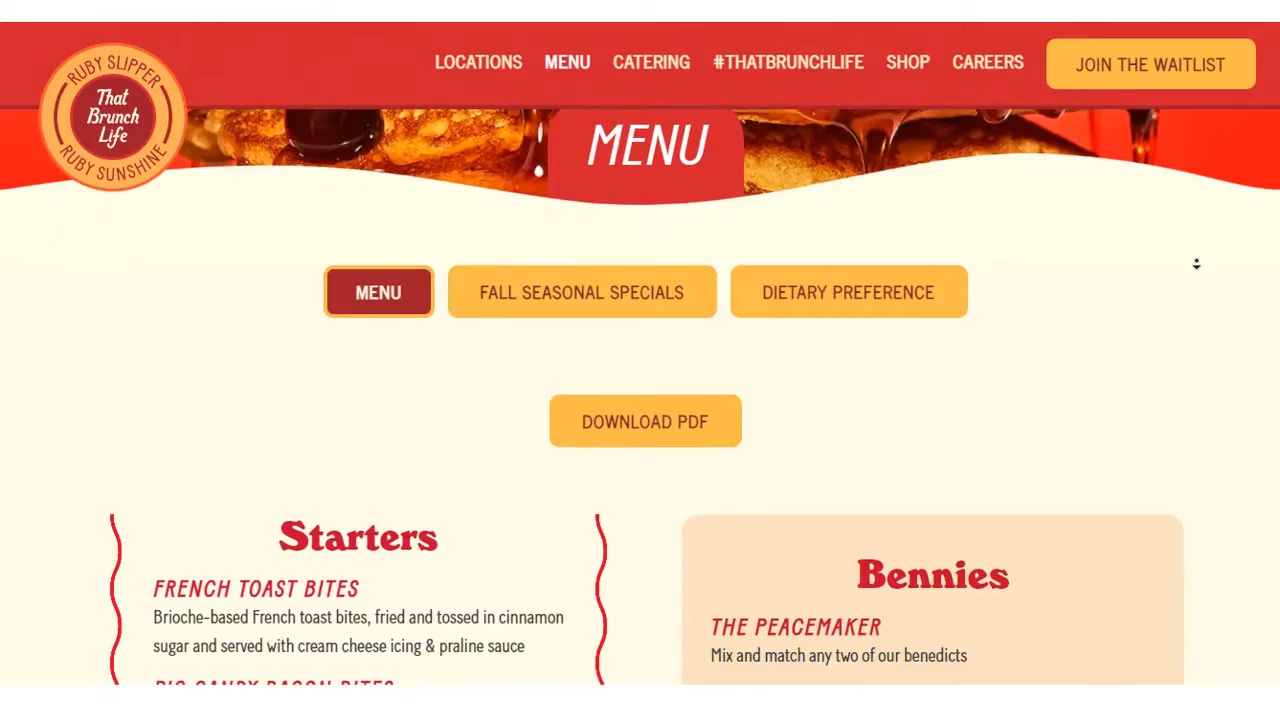 RUBY SLIPPER
That
Brunch
Life
RUBY SUNSHINE
LOCATIONS MENU CATERING #THATBRUNCHLIFE SHOP CAREERS JOIN THE WAITLIST
MENU
MENU FALL SEASONAL SPECIALS DIETARY PREFERENCE
DOWNLOAD PDF
Starters
FRENCH TOAST BITES
Brioche-based French toast bites, fried and tossed in cinnamon
sugar and served with cream cheese icing & praline sauce
Bennies
THE PEACEMAKER
Mix and match any two of our benedicts